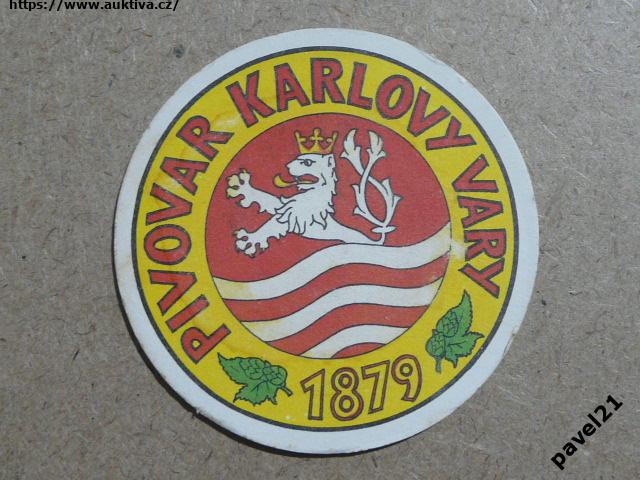 https://www.auktiva.cz/
PIVOVAR KARLOVY VARY
1879
pavel21